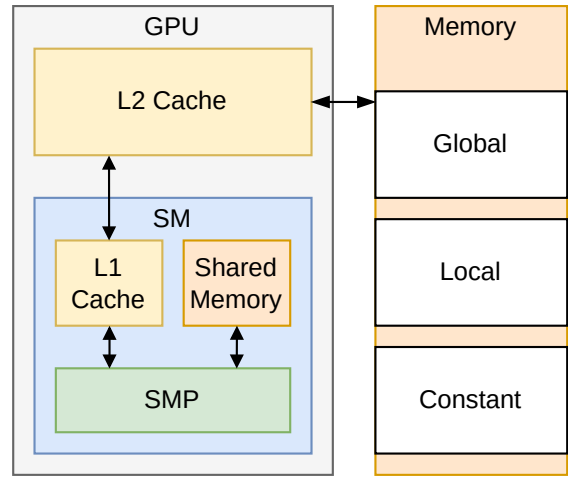 GPU
L2 Cache
SM
L1
Cache
Shared
Memory
SMP
Memory
Global
Local
Constant